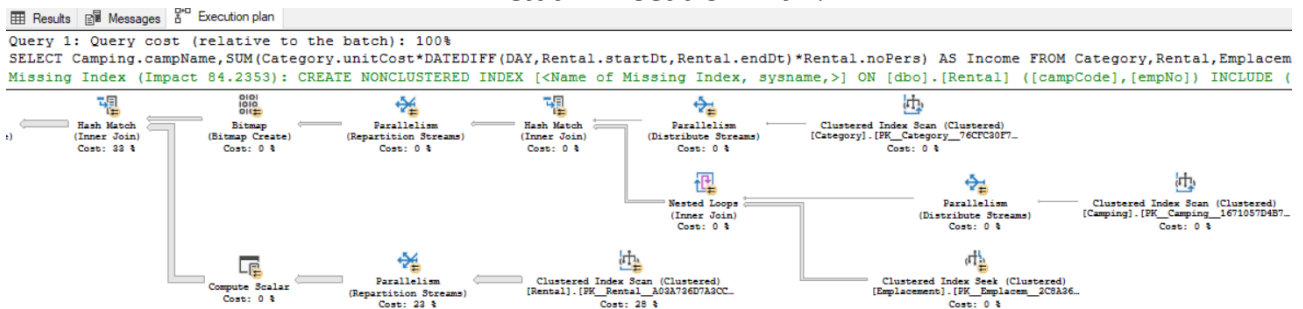 Results Messages Execution plan
Query 1: Query cost (relative to the batch): 100%
SELECT Camping.campName,SUM(Category.unitCost*DATEDIFF(DAY,Rental.startDt,Rental.endDt)*Rental.noPers) AS Income FROM Category,Rental,Emplacem
Missing Index (Impact 84.2353): CREATE NONCLUSTERED INDEX [<Name of Missing Index, sysname,>] ON [dbo].[Rental] ([campCode],[empNo]) INCLUDE (
Hash Match
(Inner Join)
Cost: 33 %
Bitmap
(Bitmap Create)
Cost: 0 %
Parallelism
(Repartition Streams)
Cost: 0 %
Hash Match
(Inner Join)
Cost: 0 %
Parallelism
(Distribute Streams)
Cost: 0 %
Clustered Index Scan (Clustered)
[Category].[PK__Category__76CFC30F7…
Cost: 0 %
Nested Loops
(Inner Join)
Cost: 0 %
Parallelism
(Distribute Streams)
Cost: 0 %
Clustered Index Scan (Clustered)
[Camping].[PK__Camping__1671057D4B7…
Cost: 0 %
Compute Scalar
Cost: 0 %
Parallelism
(Repartition Streams)
Cost: 23 %
Clustered Index Scan (Clustered)
[Rental].[PK__Rental__A03A736D7A3CC…
Cost: 28 %
Clustered Index Seek (Clustered)
[Emplacement].[PK__Emplacem__2C8A36…
Cost: 0 %